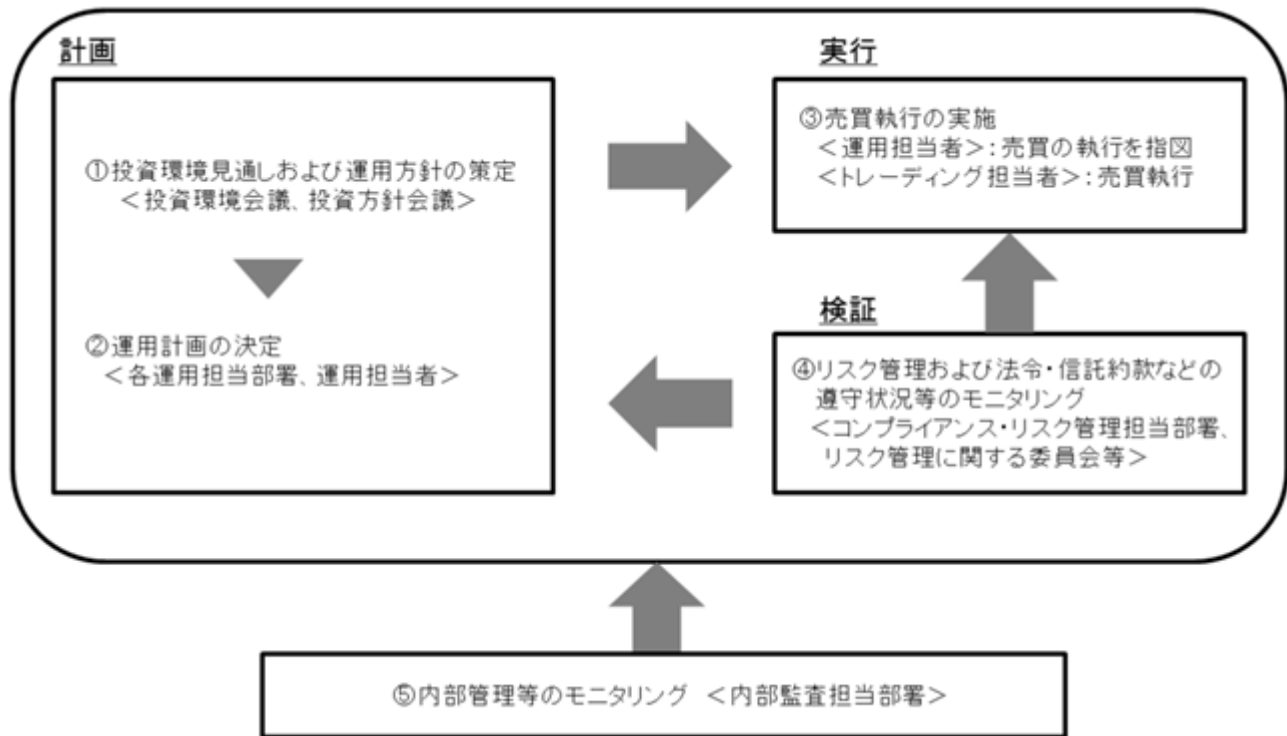 計画
①投資環境見通しおよび運用方針の策定
＜投資環境会議、投資方針会議＞
②運用計画の決定
＜各運用担当部署、運用担当者＞
実行
③売買執行の実施
＜運用担当者＞：売買の執行を指図
＜トレーディング担当者＞：売買執行
検証
④リスク管理および法令・信託約款などの
遵守状況等のモニタリング
＜コンプライアンス・リスク管理担当部署、
リスク管理に関する委員会等＞
⑤内部管理等のモニタリング ＜内部監査担当部署＞